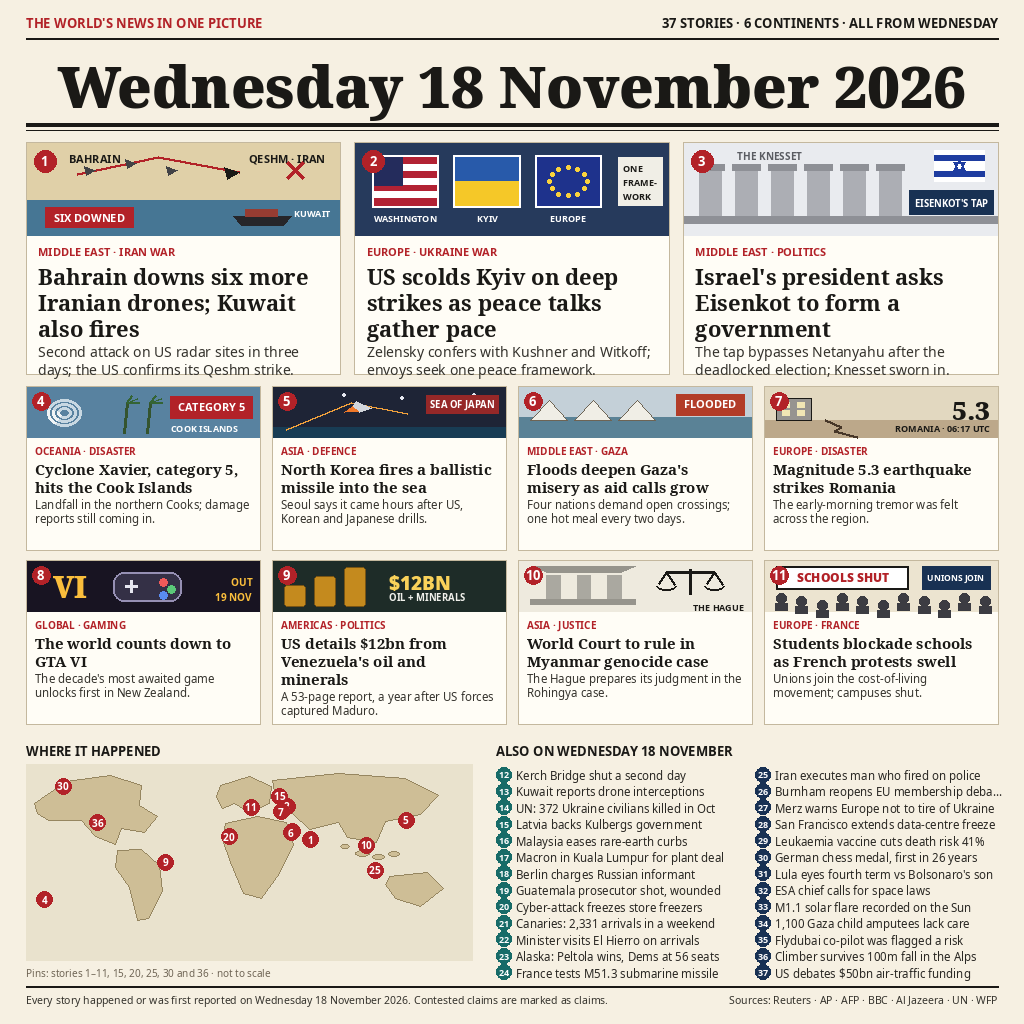 THE WORLD'S NEWS IN ONE PICTURE
37 STORIES · 6 CONTINENTS · ALL FROM WEDNESDAY
Wednesday 18 November 2026
1
BAHRAIN
QESHM · IRAN
SIX DOWNED
KUWAIT
MIDDLE EAST · IRAN WAR
Bahrain downs six more
Iranian drones; Kuwait
also fires
Second attack on US radar sites in three
days; the US confirms its Qeshm strike.
2
WASHINGTON
KYIV
EUROPE
ONE
FRAME-
WORK
EUROPE · UKRAINE WAR
US scolds Kyiv on deep
strikes as peace talks
gather pace
Zelensky confers with Kushner and Witkoff;
envoys seek one peace framework.
3
THE KNESSET
EISENKOT'S TAP
MIDDLE EAST · POLITICS
Israel's president asks
Eisenkot to form a
government
The tap bypasses Netanyahu after the
deadlocked election; Knesset sworn in.
4
CATEGORY 5
COOK ISLANDS
OCEANIA · DISASTER
Cyclone Xavier, category 5,
hits the Cook Islands
Landfall in the northern Cooks; damage
reports still coming in.
5
SEA OF JAPAN
ASIA · DEFENCE
North Korea fires a ballistic
missile into the sea
Seoul says it came hours after US,
Korean and Japanese drills.
6
FLOODED
MIDDLE EAST · GAZA
Floods deepen Gaza's
misery as aid calls grow
Four nations demand open crossings;
one hot meal every two days.
7
5.3
ROMANIA · 06:17 UTC
EUROPE · DISASTER
Magnitude 5.3 earthquake
strikes Romania
The early-morning tremor was felt
across the region.
8
VI
OUT
19 NOV
GLOBAL · GAMING
The world counts down to
GTA VI
The decade's most awaited game
unlocks first in New Zealand.
9
$12BN
OIL + MINERALS
AMERICAS · POLITICS
US details $12bn from
Venezuela's oil and
minerals
A 53-page report, a year after US forces
captured Maduro.
10
THE HAGUE
ASIA · JUSTICE
World Court to rule in
Myanmar genocide case
The Hague prepares its judgment in the
Rohingya case.
11
SCHOOLS SHUT
UNIONS JOIN
EUROPE · FRANCE
Students blockade schools
as French protests swell
Unions join the cost-of-living
movement; campuses shut.
WHERE IT HAPPENED
30
36
4
9
20
11
15
7
6
1
10
25
5
Pins: stories 1–11, 15, 20, 25, 30 and 36 · not to scale
ALSO ON WEDNESDAY 18 NOVEMBER
12 Kerch Bridge shut a second day
13 Kuwait reports drone interceptions
14 UN: 372 Ukraine civilians killed in Oct
15 Latvia backs Kulbergs government
16 Malaysia eases rare-earth curbs
17 Macron in Kuala Lumpur for plant deal
18 Berlin charges Russian informant
19 Guatemala prosecutor shot, wounded
20 Cyber-attack freezes store freezers
21 Canaries: 2,331 arrivals in a weekend
22 Minister visits El Hierro on arrivals
23 Alaska: Peltola wins, Dems at 56 seats
24 France tests M51.3 submarine missile
25 Iran executes man who fired on police
26 Burnham reopens EU membership deba...
27 Merz warns Europe not to tire of Ukraine
28 San Francisco extends data-centre freeze
29 Leukaemia vaccine cuts death risk 41%
30 German chess medal, first in 26 years
31 Lula eyes fourth term vs Bolsonaro's son
32 ESA chief calls for space laws
33 M1.1 solar flare recorded on the Sun
34 1,100 Gaza child amputees lack care
35 Flydubai co-pilot was flagged a risk
36 Climber survives 100m fall in the Alps
37 US debates $50bn air-traffic funding
Every story happened or was first reported on Wednesday 18 November 2026. Contested claims are marked as claims.
Sources: Reuters · AP · AFP · BBC · Al Jazeera · UN · WFP